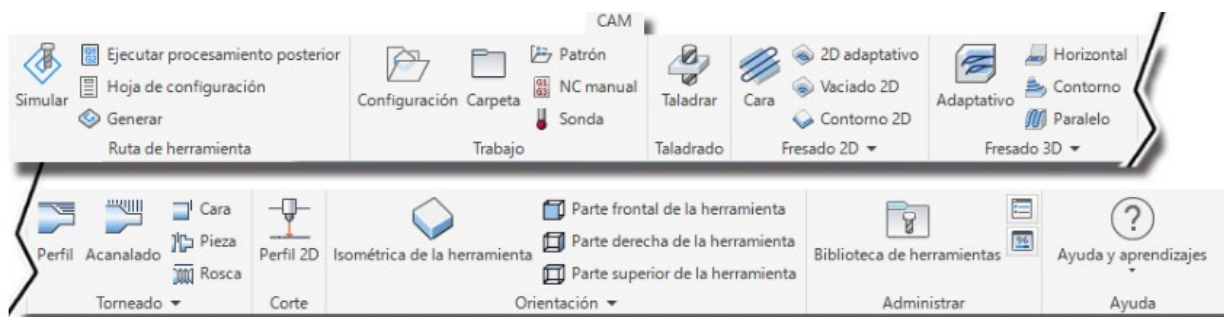 CAM
Simular
Ejecutar procesamiento posterior
Hoja de configuración
Generar
Ruta de herramienta
Configuración
Carpeta
Patrón
NC manual
Sonda
Trabajo
Taladrar
Taladrado
Cara
2D adaptativo
Vaciado 2D
Contorno 2D
Fresado 2D
Adaptativo
Horizontal
Contorno
Paralelo
Fresado 3D
Perfil
Acanalado
Cara
Pieza
Rosca
Torneado
Perfil 2D
Corte
Isométrica de la herramienta
Parte frontal de la herramienta
Parte derecha de la herramienta
Parte superior de la herramienta
Orientación
Biblioteca de herramientas
Administrar
Ayuda y aprendizajes
Ayuda